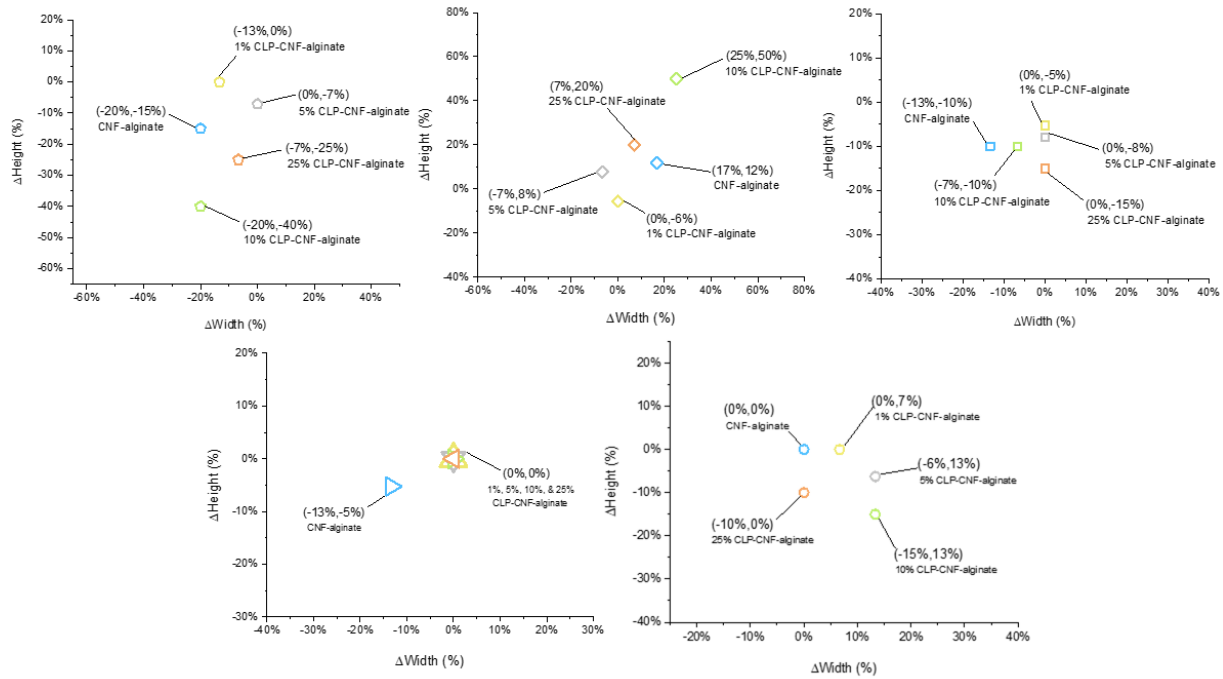 20%
10%
0%
-10%
-20%
-30%
-40%
-50%
-60%
ΔHeight (%)
(-13%,0%)
1% CLP-CNF-alginate
(0%,-7%)
5% CLP-CNF-alginate
(-20%,-15%)
CNF-alginate
(-7%,-25%)
25% CLP-CNF-alginate
(-20%,-40%)
10% CLP-CNF-alginate
-60%
-40%
-20%
0%
20%
40%
ΔWidth (%)
80%
60%
40%
20%
0%
-20%
40%
ΔHeight (%)
(25%,50%)
10% CLP-CNF-alginate
(7%,20%)
25% CLP-CNF-alginate
(17%,12%)
CNF-alginate
(-7%,8%)
5% CLP-CNF-alginate
(0%,-6%)
1% CLP-CNF-alginate
-60%
-40%
-20%
0%
20%
40%
60%
80%
ΔWidth (%)
20%
10%
0%
-10%
-20%
-30%
-40%
ΔHeight (%)
(0%,-5%)
1% CLP-CNF-alginate
(-13%,-10%)
CNF-alginate
(0%,-8%)
5% CLP-CNF-alginate
(-7%,-10%)
10% CLP-CNF-alginate
(0%,-15%)
25% CLP-CNF-alginate
-40%
-30%
-20%
-10%
0%
10%
20%
30%
40%
ΔWidth (%)
20%
10%
0%
-10%
-20%
-30%
ΔHeight (%)
(0%,0%)
1%, 5%, 10%, & 25%
CLP-CNF-alginate
(-13%,-5%)
CNF-alginate
-40%
-30%
-20%
-10%
0%
10%
20%
30%
ΔWidth (%)
20%
10%
0%
-10%
-20%
-30%
-40%
ΔHeight (%)
(0%,0%)
CNF-alginate
(0%,7%)
1% CLP-CNF-alginate
(-6%,13%)
5% CLP-CNF-alginate
(-10%,0%)
25% CLP-CNF-alginate
(-15%,13%)
10% CLP-CNF-alginate
-20%
-10%
0%
10%
20%
30%
40%
ΔWidth (%)